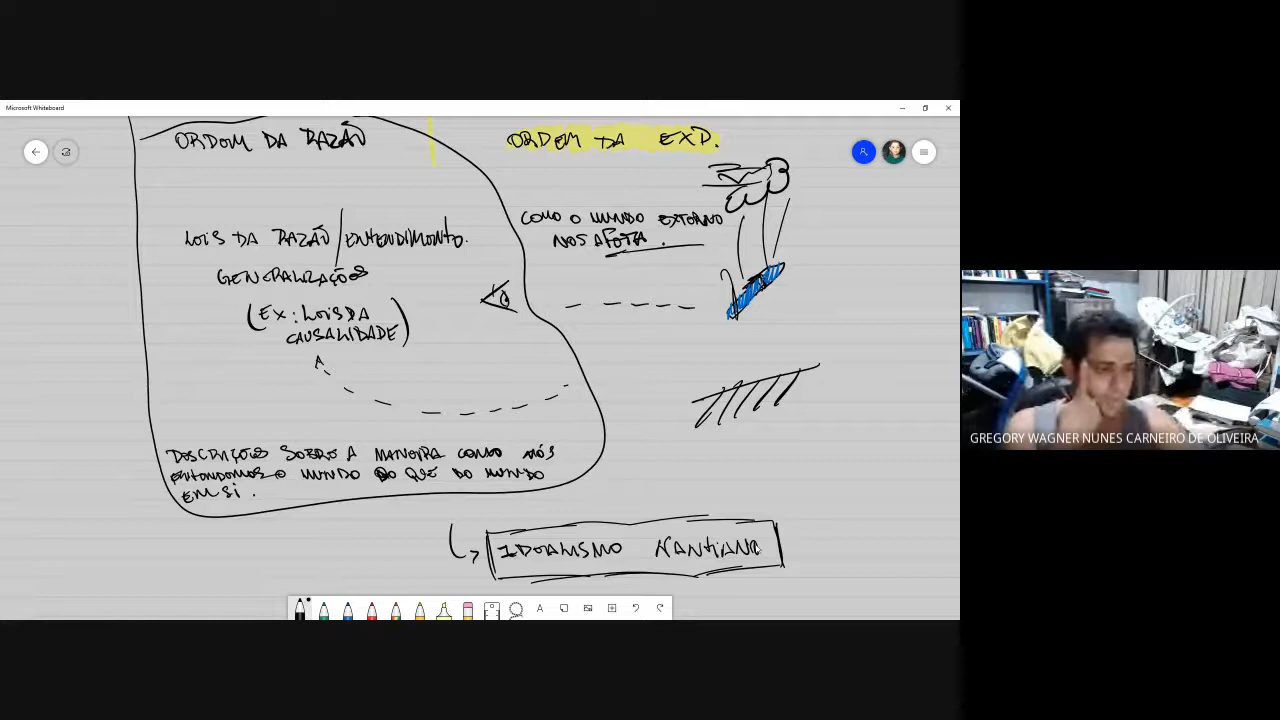 Microsoft Whiteboard
ORDEM DA RAZÃO
ORDEM DA EXP.
LEIS DA RAZÃO/ENTENDIMENTO.
GENERALIZAÇÕES
(EX: LEIS DA
CAUSALIDADE)
COMO O MUNDO EXTERNO
NOS AFETA.
DESCRIÇÕES SOBRE A MANEIRA COMO NÓS
ENTENDEMOS O MUNDO DO QUE DO MUNDO
EM SI.
IDEALISMO KANTIANO
GREGORY WAGNER NUNES CARNEIRO DE OLIVEIRA